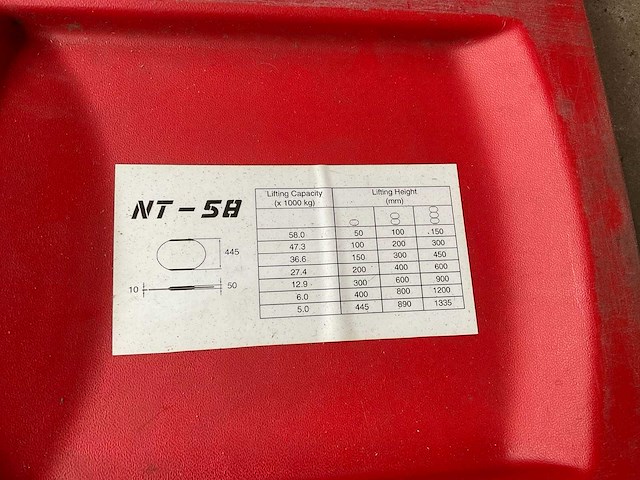 NT-58
445
50
10
Lifting Capacity (x 1000 kg) Lifting Height (mm)
58.0 50 100 150
47.3 100 200 300
36.6 150 300 450
27.4 200 400 600
12.9 300 600 900
6.0 400 800 1200
5.0 445 890 1335